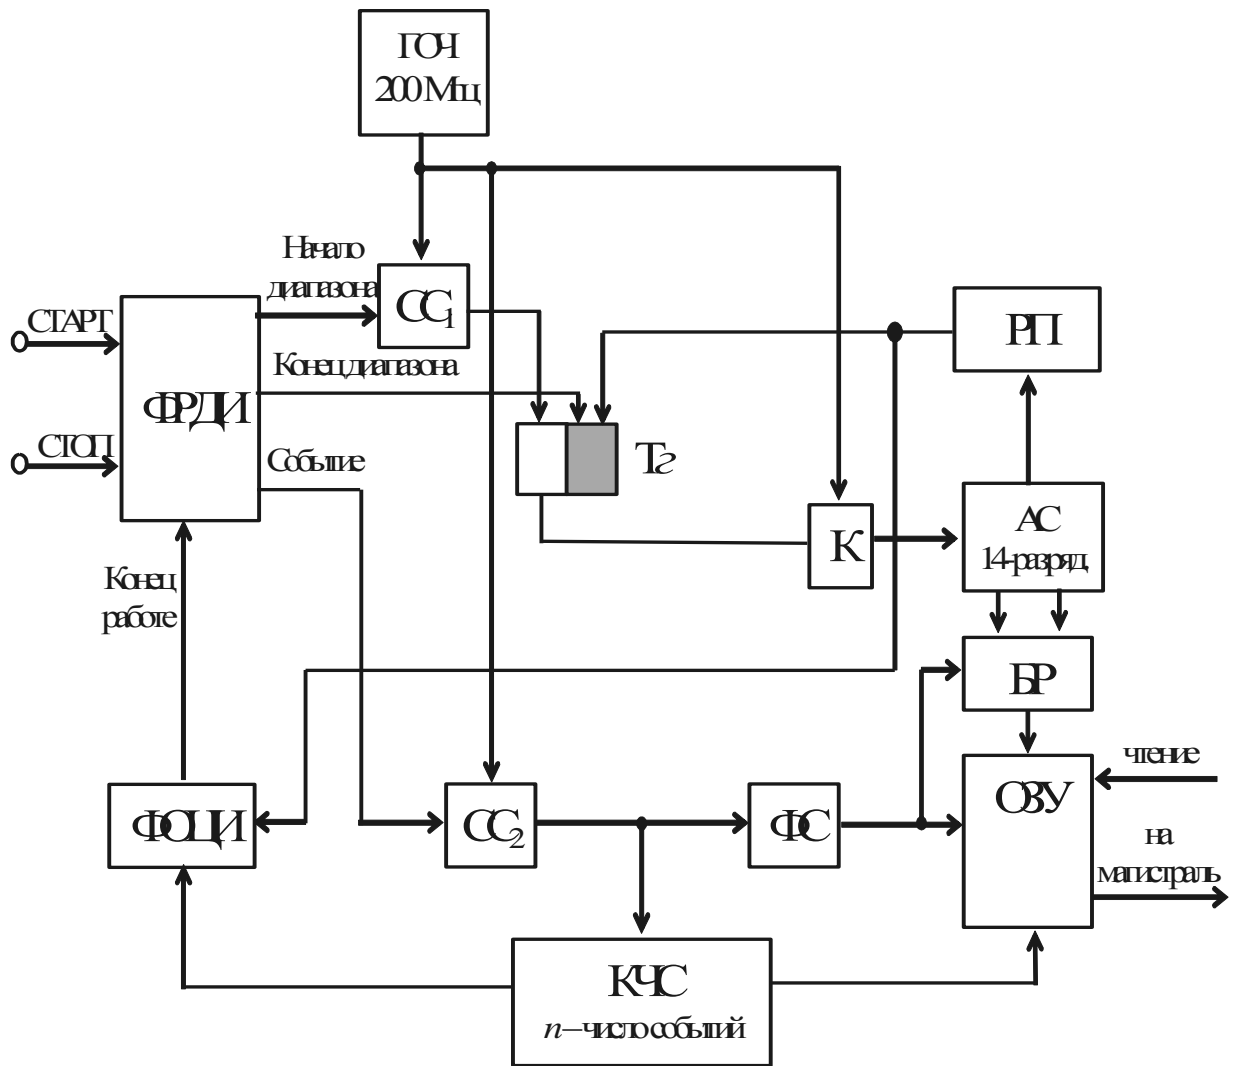 ГОЧ
200 Мгц
Начало
диапазона
СС1
СТАРТ
РП
Конец диапазона
ФРДИ
СТОП
Событие
Тг
АС
14-разряд.
К
Конец
работе
БР
чтение
ОЗУ
ФОЦИ
СС2
ФС
на
магистраль
КЧС
n – число событий